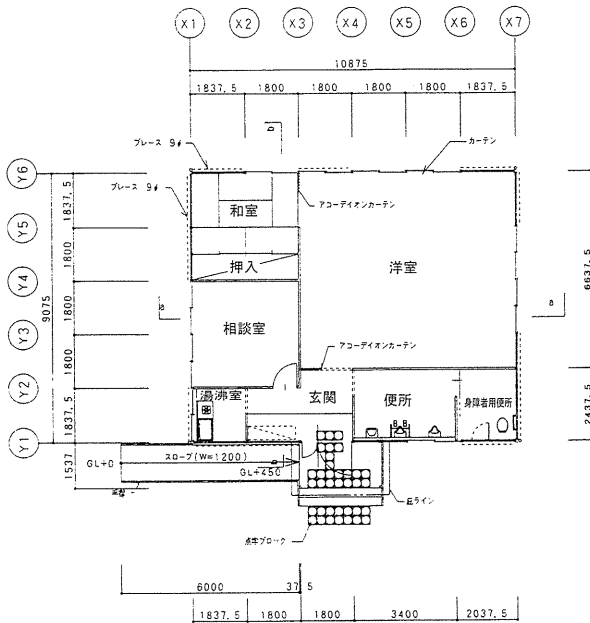 X1 X2 X3 X4 X5 X6 X7
10875
1837.5 1800 1800 1800 1800 1837.5
ブレース 9φ
カーテン
Y6
ブレース 9φ
アコーデイオンカーテン
和室
1837.5
Y5
押入
洋室
1800
6637.5
Y4
9075
1800
a
a
相談室
Y3
1800
アコーデイオンカーテン
Y2
湯沸室
玄関
便所
身障者用便所
1837.5
2437.5
Y1
GL+0
スロープ(W=1200)
GL+450
1537
庇ライン
点字ブロック
6000
37.5
1837.5 1800 1800 3400 2037.5